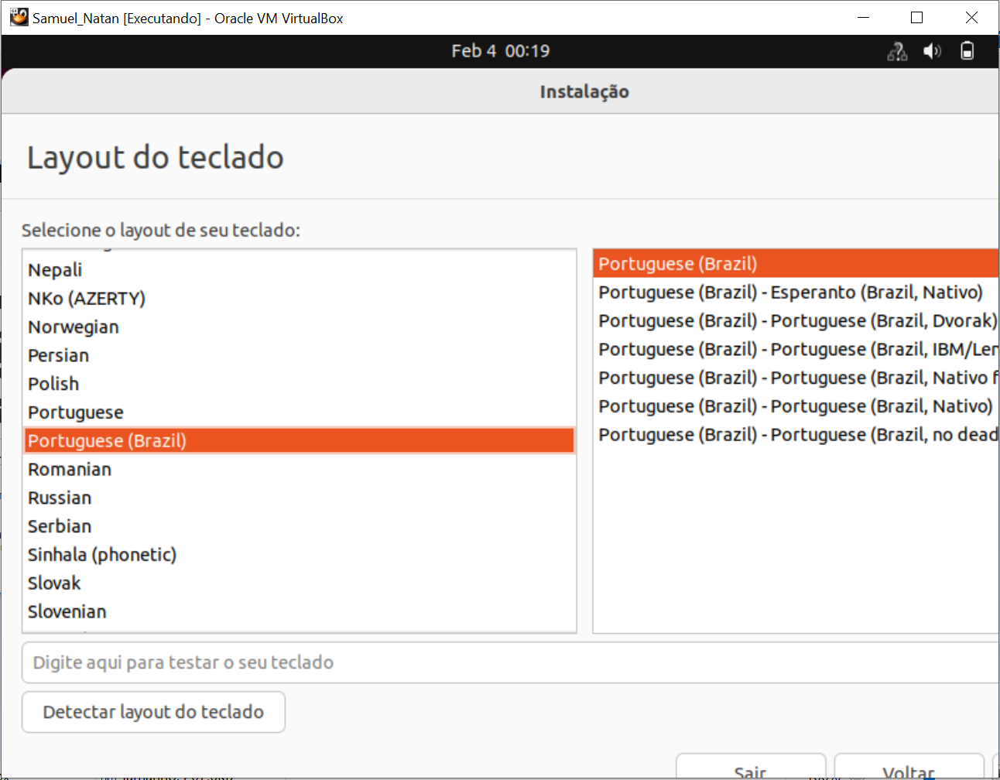 Samuel_Natan [Executando] - Oracle VM VirtualBox
Feb 4 00:19
Instalação
Layout do teclado
Selecione o layout de seu teclado:
Nepali
NKo (AZERTY)
Norwegian
Persian
Polish
Portuguese
Portuguese (Brazil)
Romanian
Russian
Serbian
Sinhala (phonetic)
Slovak
Slovenian
Portuguese (Brazil)
Portuguese (Brazil) - Esperanto (Brazil, Nativo)
Portuguese (Brazil) - Portuguese (Brazil, Dvorak)
Portuguese (Brazil) - Portuguese (Brazil, IBM/Len
Portuguese (Brazil) - Portuguese (Brazil, Nativo f
Portuguese (Brazil) - Portuguese (Brazil, Nativo)
Portuguese (Brazil) - Portuguese (Brazil, no dead
Digite aqui para testar o seu teclado
Detectar layout do teclado
Sair
Voltar